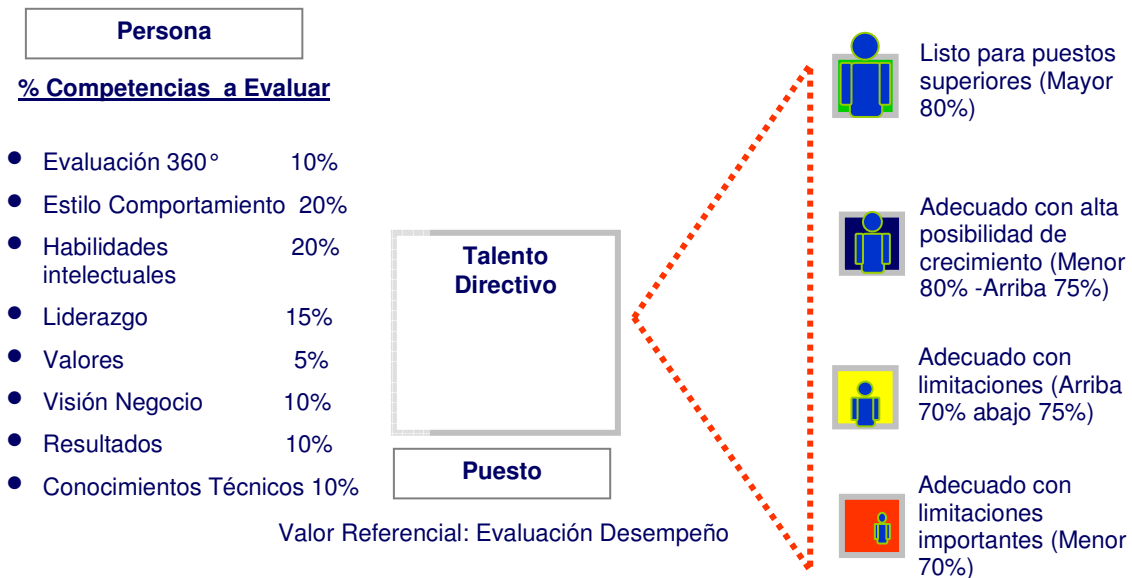 Persona
% Competencias a Evaluar
Evaluación 360° 10%
Estilo Comportamiento 20%
Habilidades 20%
intelectuales
Liderazgo 15%
Valores 5%
Visión Negocio 10%
Resultados 10%
Conocimientos Técnicos 10%
Talento
Directivo
Puesto
Valor Referencial: Evaluación Desempeño
Listo para puestos
superiores (Mayor
80%)
Adecuado con alta
posibilidad de
crecimiento (Menor
80% -Arriba 75%)
Adecuado con
limitaciones (Arriba
70% abajo 75%)
Adecuado con
limitaciones
importantes (Menor
70%)